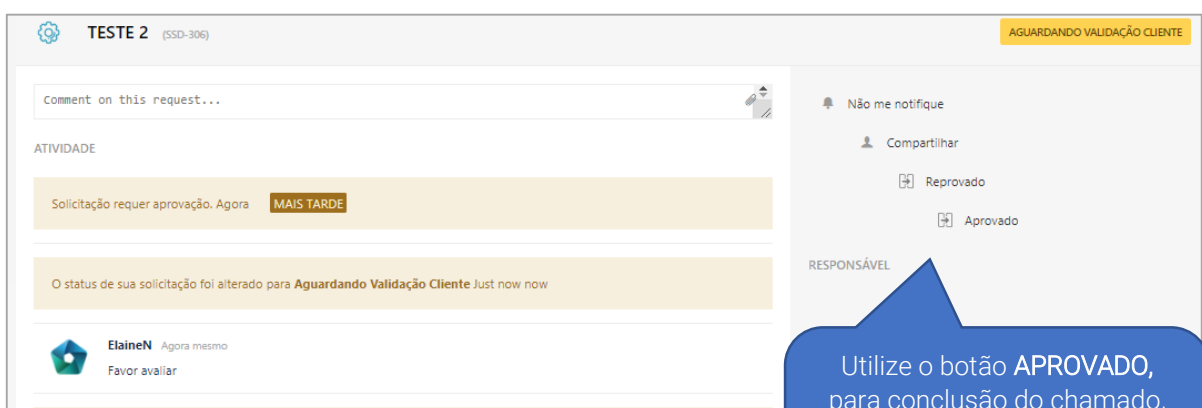 TESTE 2 (SSD-306)
AGUARDANDO VALIDAÇÃO CLIENTE
Comment on this request...
ATIVIDADE
Solicitação requer aprovação. Agora MAIS TARDE
O status de sua solicitação foi alterado para Aguardando Validação Cliente Just now now
ElaineN Agora mesmo
Favor avaliar
Não me notifique
Compartilhar
Reprovado
Aprovado
RESPONSÁVEL
Utilize o botão APROVADO,
para conclusão do chamado.